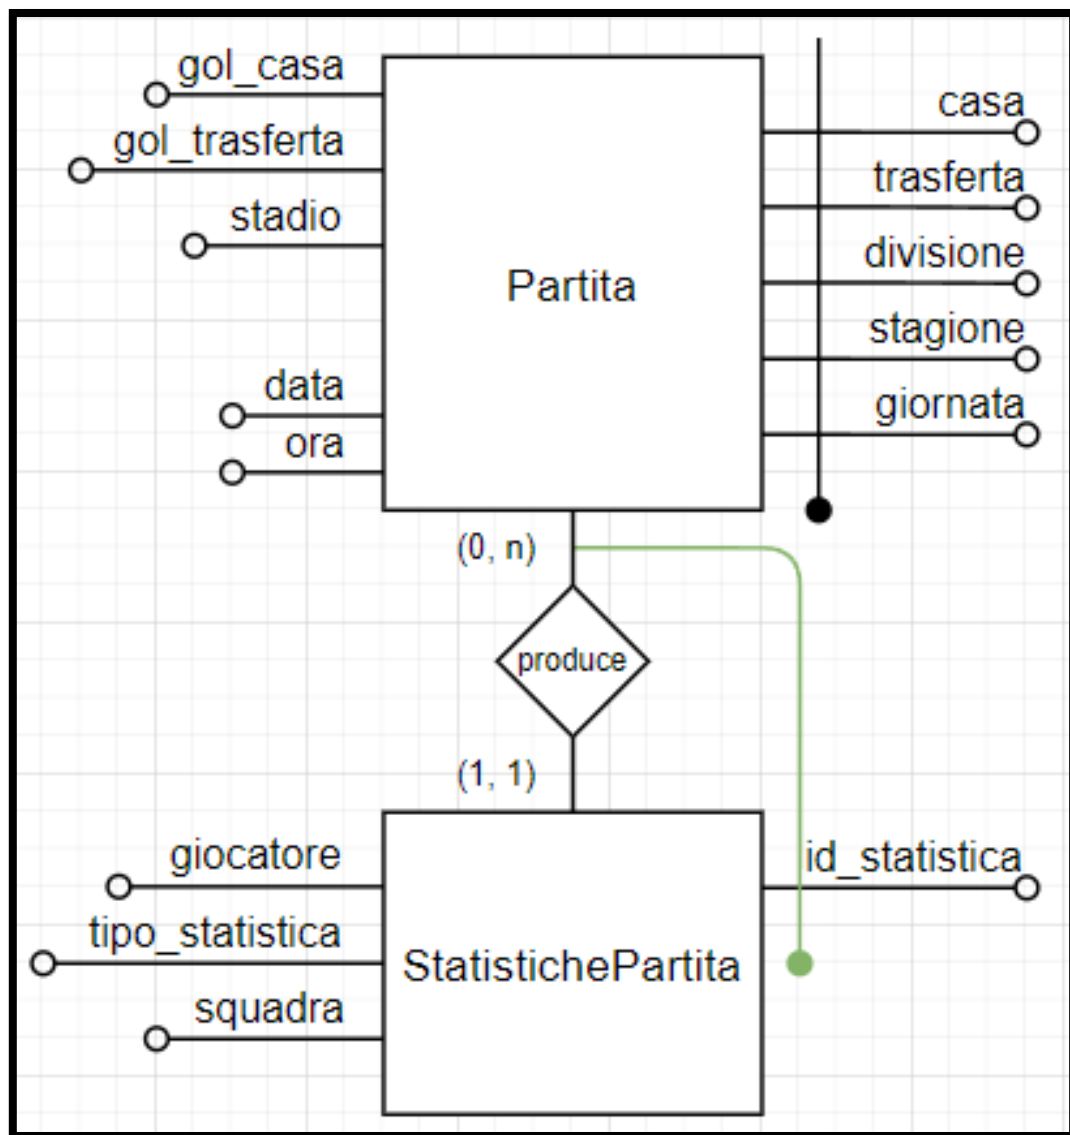 gol_casa
gol_trasferta
stadio
data
ora
Partita
casa
trasferta
divisione
stagione
giornata
(0, n)
produce
(1, 1)
giocatore
tipo_statistica
squadra
StatistichePartita
id_statistica